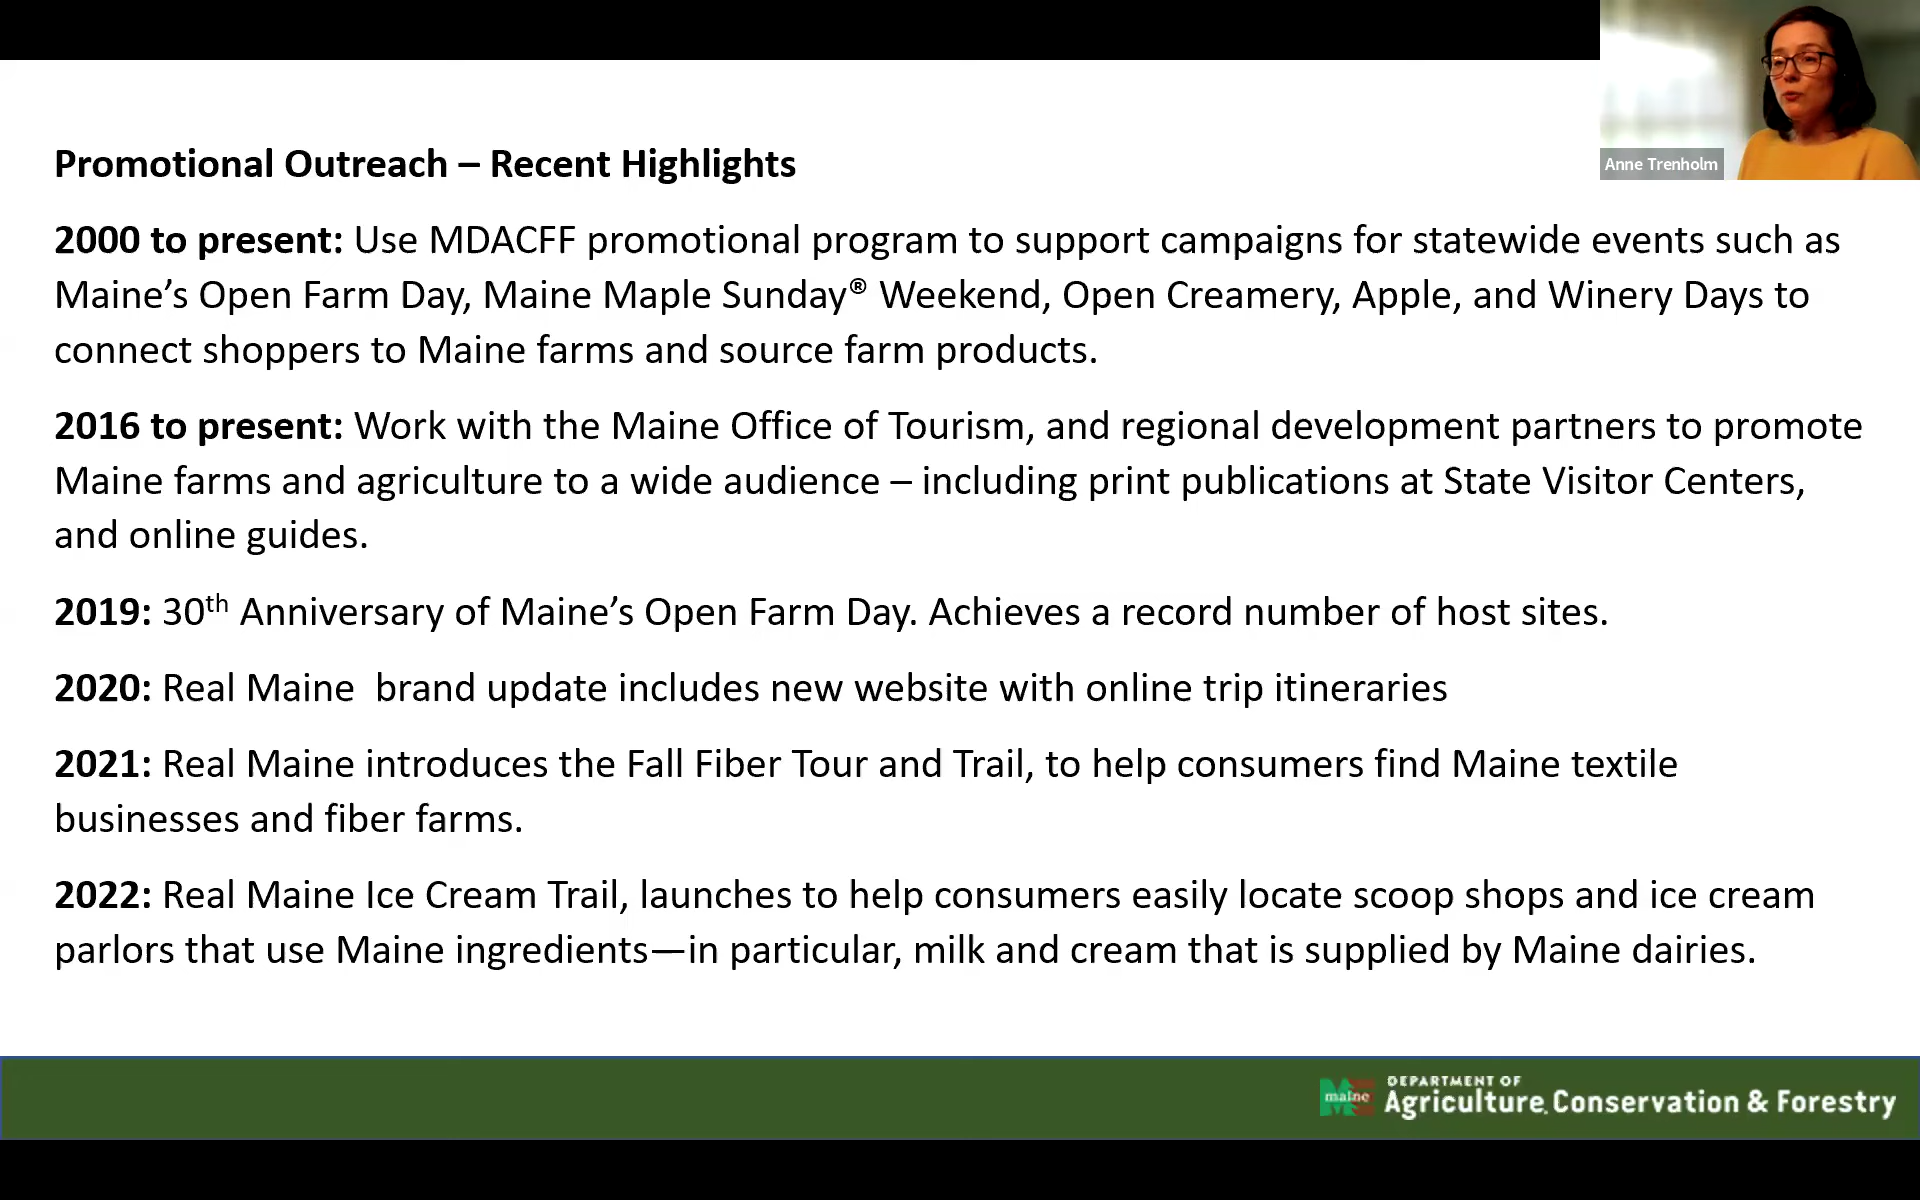 Anne Trenholm
Promotional Outreach – Recent Highlights
2000 to present: Use MDACFF promotional program to support campaigns for statewide events such as
Maine’s Open Farm Day, Maine Maple Sunday® Weekend, Open Creamery, Apple, and Winery Days to
connect shoppers to Maine farms and source farm products.
2016 to present: Work with the Maine Office of Tourism, and regional development partners to promote
Maine farms and agriculture to a wide audience – including print publications at State Visitor Centers,
and online guides.
2019: 30th Anniversary of Maine’s Open Farm Day. Achieves a record number of host sites.
2020: Real Maine  brand update includes new website with online trip itineraries
2021: Real Maine introduces the Fall Fiber Tour and Trail, to help consumers find Maine textile
businesses and fiber farms.
2022: Real Maine Ice Cream Trail, launches to help consumers easily locate scoop shops and ice cream
parlors that use Maine ingredients—in particular, milk and cream that is supplied by Maine dairies.
maine
DEPARTMENT OF
Agriculture, Conservation & Forestry